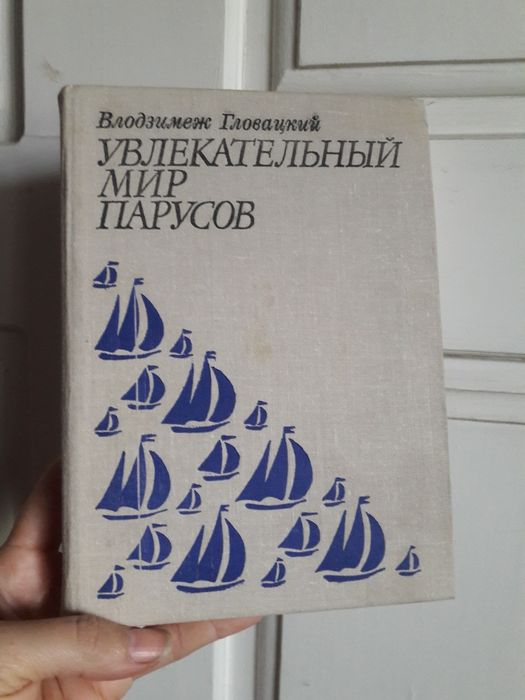 Влодзимеж Гловацкий
УВЛЕКАТЕЛЬНЫЙ
МИР
ПАРУСОВ